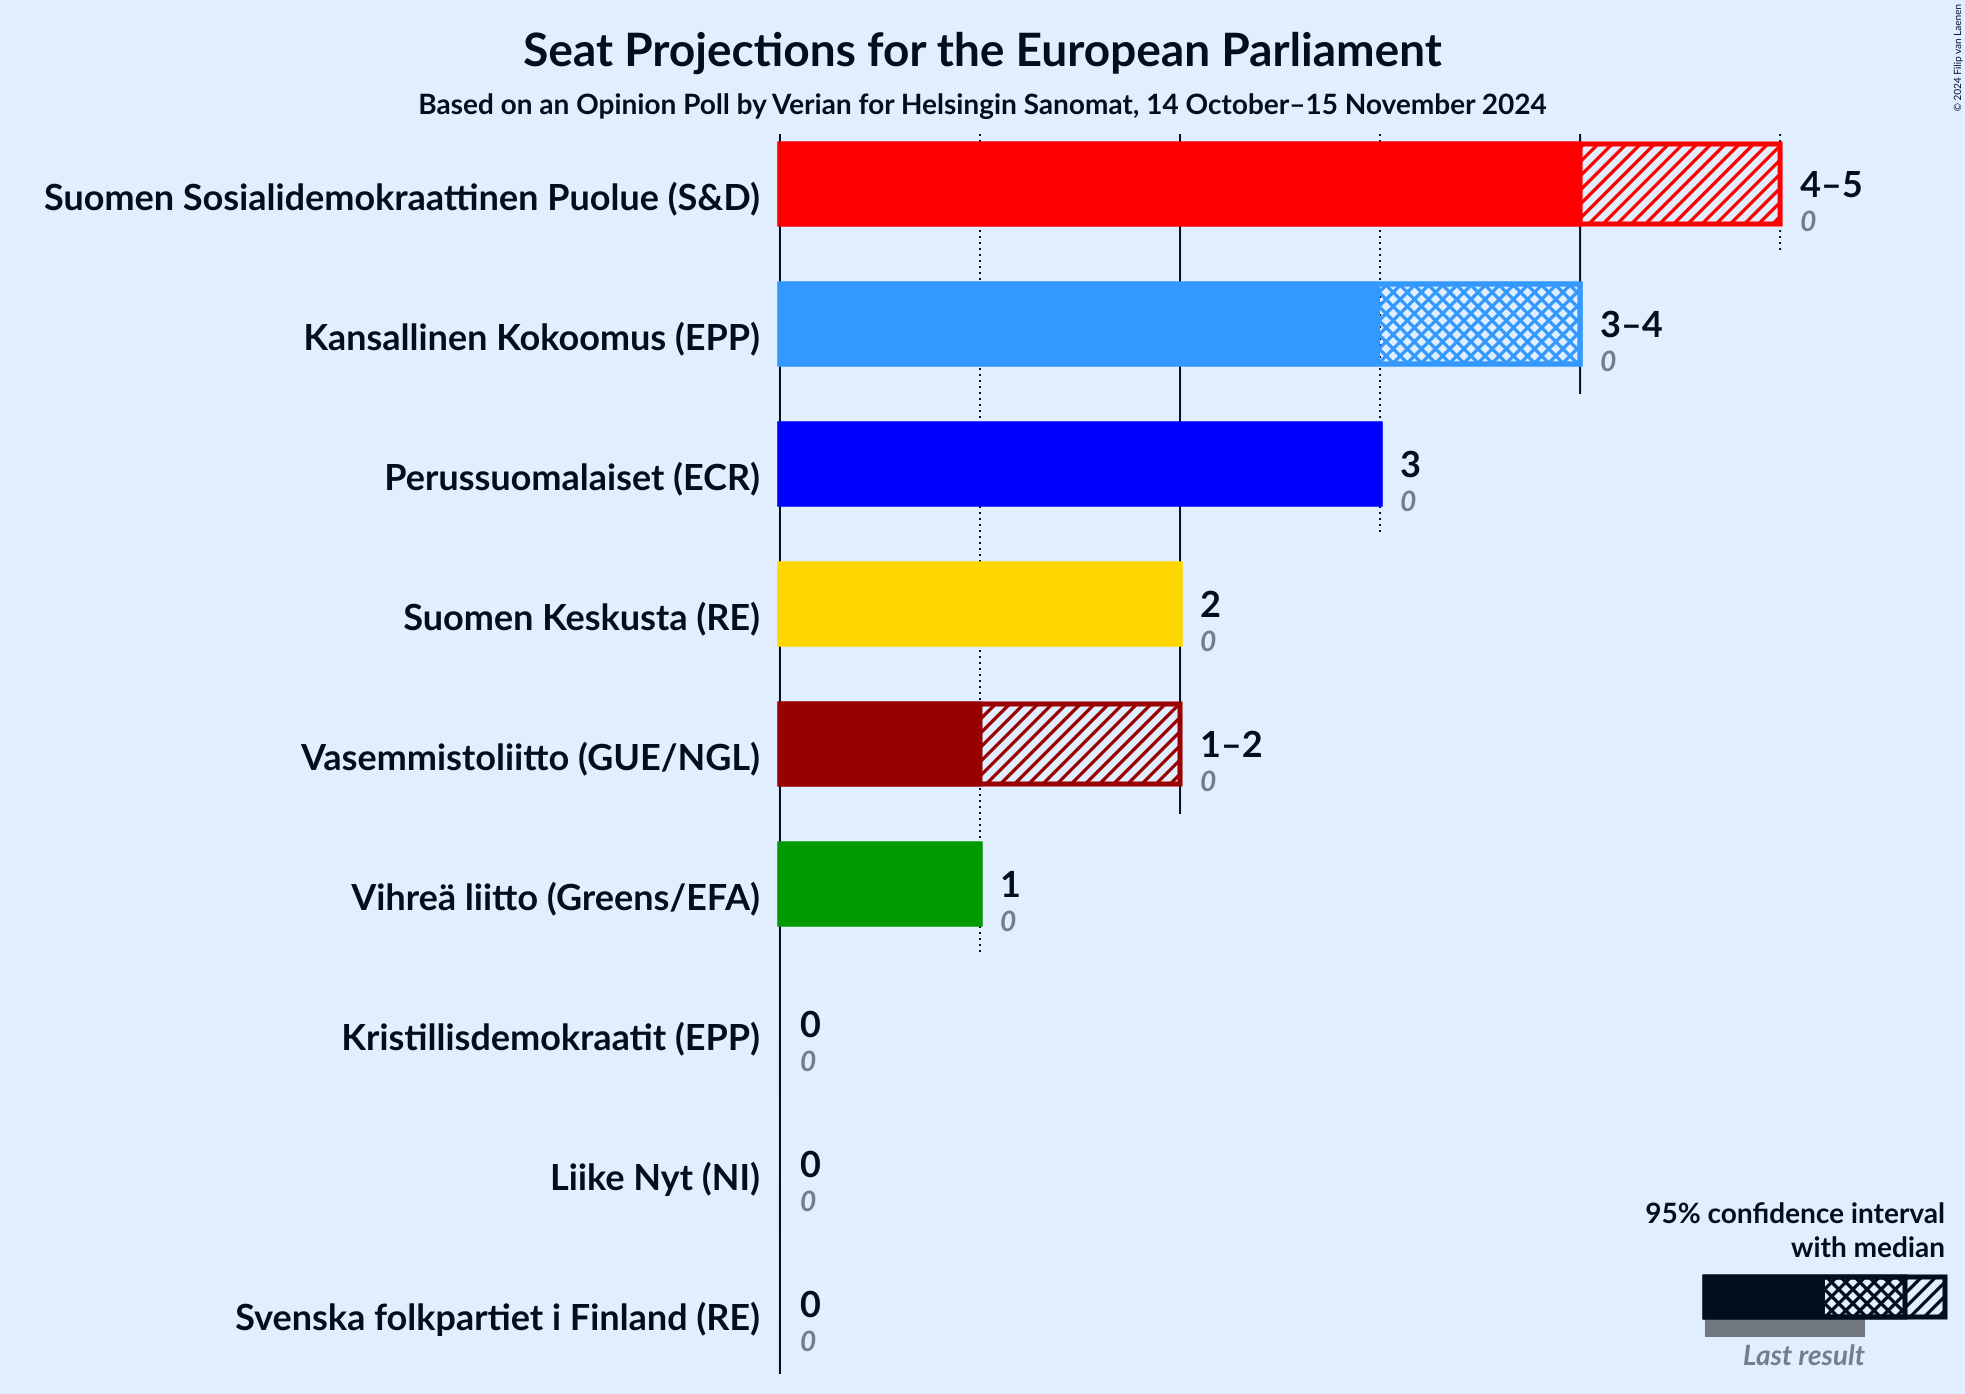 Seat Projections for the European Parliament
Based on an Opinion Poll by Verian for Helsingin Sanomat, 14 October–15 November 2024
© 2024 Filip van Laenen
Suomen Sosialidemokraattinen Puolue (S&D)
4–5
0
Kansallinen Kokoomus (EPP)
3–4
0
Perussuomalaiset (ECR)
3
0
Suomen Keskusta (RE)
2
0
Vasemmistoliitto (GUE/NGL)
1–2
0
Vihreä liitto (Greens/EFA)
1
0
Kristillisdemokraatit (EPP)
0
0
Liike Nyt (NI)
0
0
Svenska folkpartiet i Finland (RE)
0
0
95% confidence interval
with median
Last result